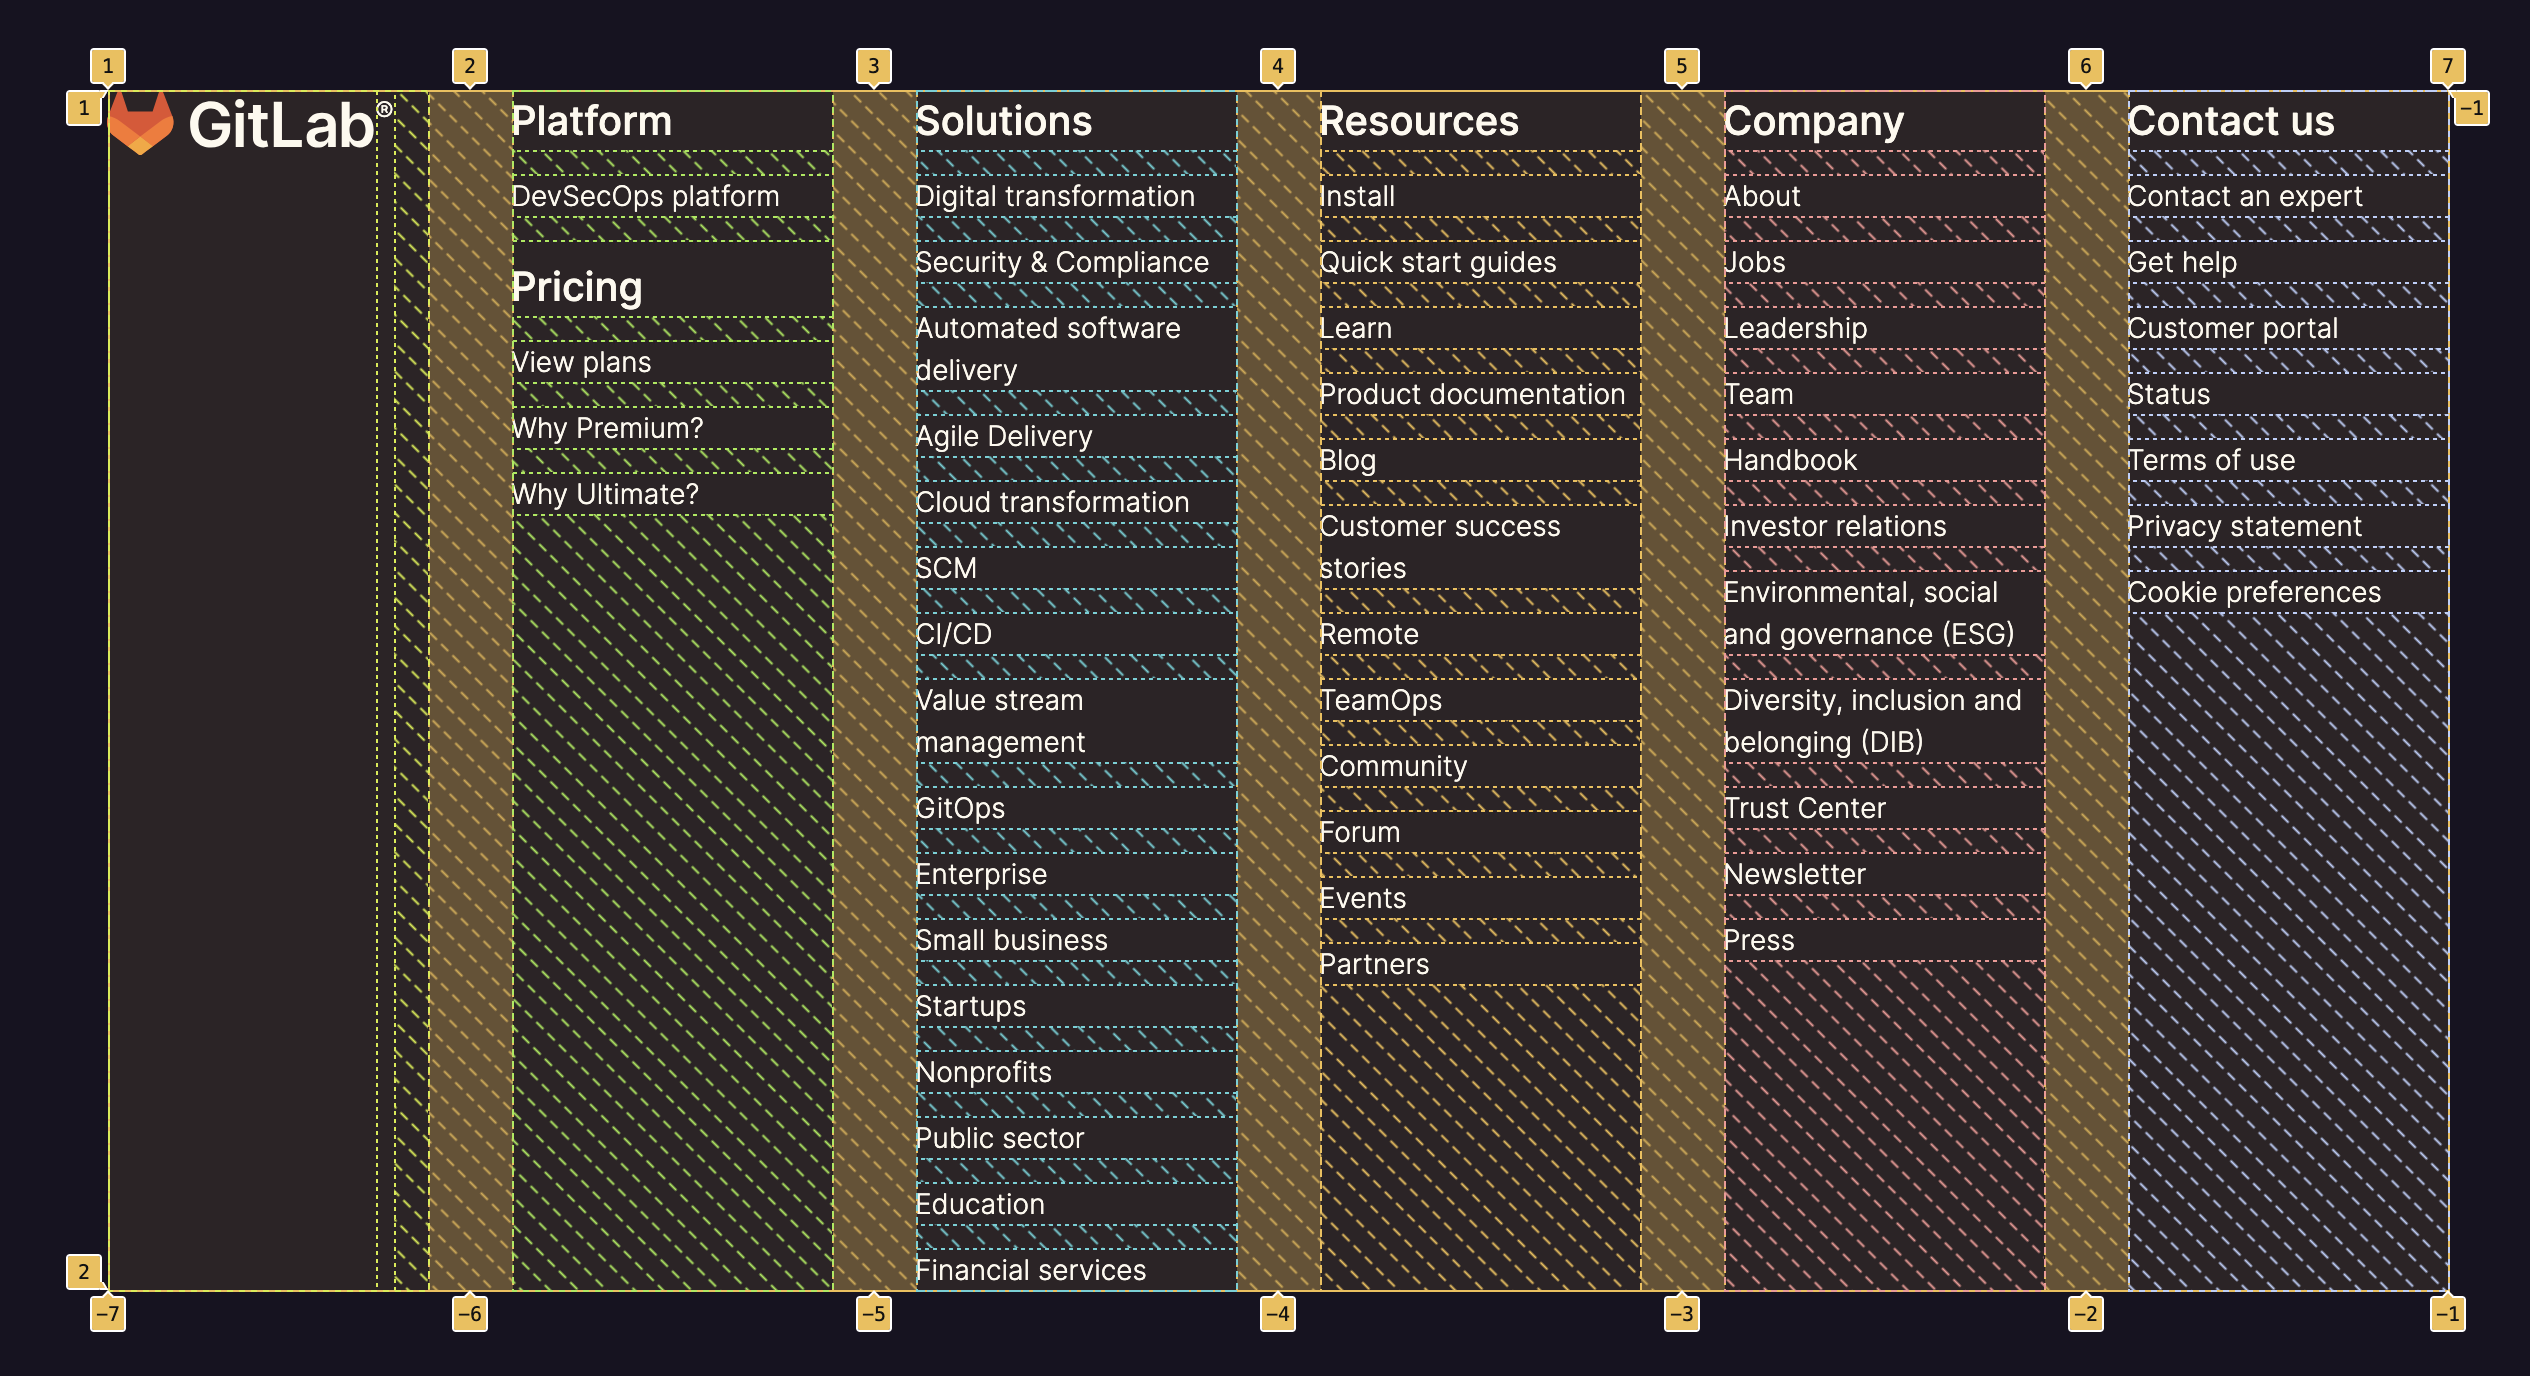 1
2
3
4
5
6
7
1
-1
GitLab®
Platform
DevSecOps platform
Pricing
View plans
Why Premium?
Why Ultimate?
Solutions
Digital transformation
Security & Compliance
Automated software
delivery
Agile Delivery
Cloud transformation
SCM
CI/CD
Value stream
management
GitOps
Enterprise
Small business
Startups
Nonprofits
Public sector
Education
Financial services
Resources
Install
Quick start guides
Learn
Product documentation
Blog
Customer success
stories
Remote
TeamOps
Community
Forum
Events
Partners
Company
About
Jobs
Leadership
Team
Handbook
Investor relations
Environmental, social
and governance (ESG)
Diversity, inclusion and
belonging (DIB)
Trust Center
Newsletter
Press
Contact us
Contact an expert
Get help
Customer portal
Status
Terms of use
Privacy statement
Cookie preferences
2
-7
-6
-5
-4
-3
-2
-1